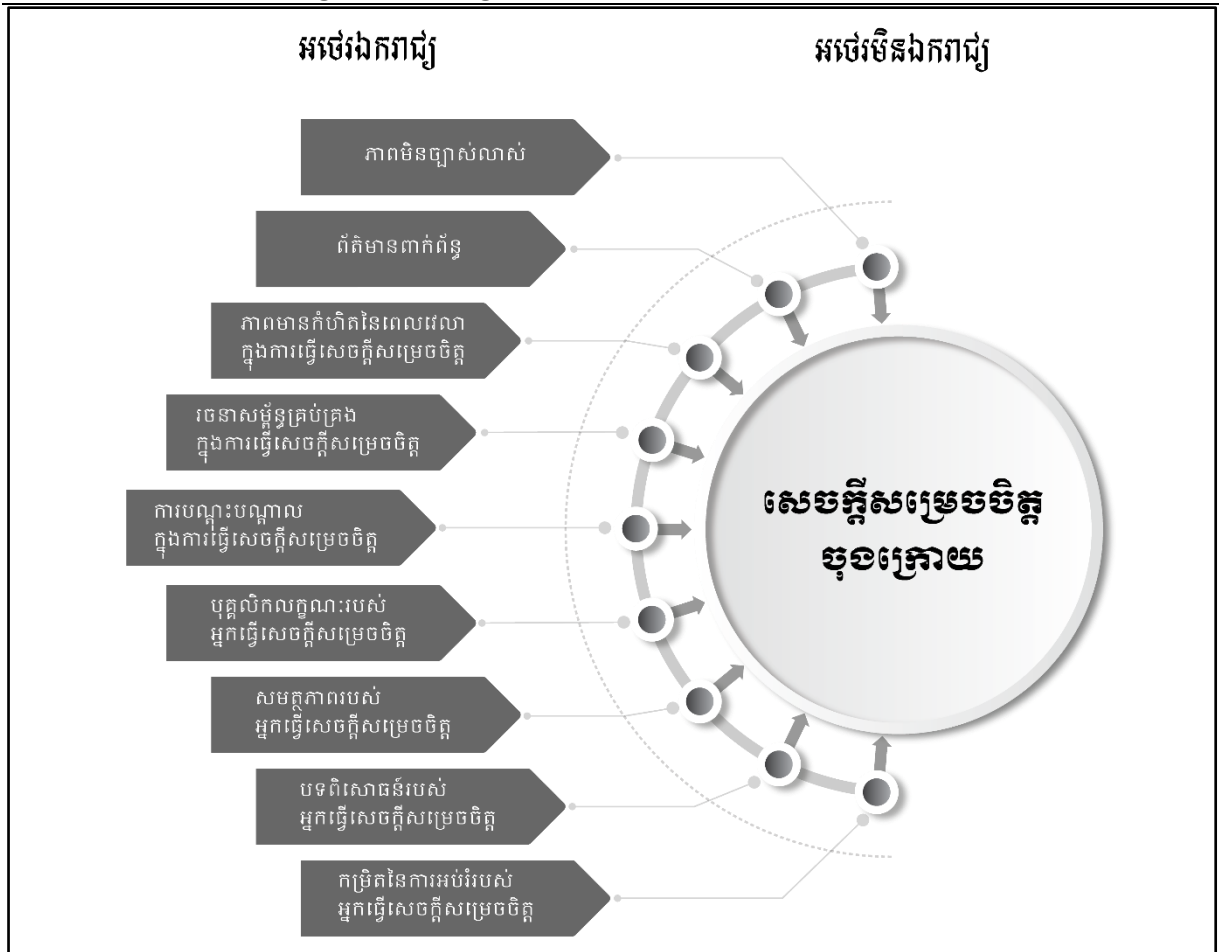 អថេរឯករាជ្យ
អថេរមិនឯករាជ្យ
ភាពមិនច្បាស់លាស់
ព័ត៌មានពាក់ព័ន្ធ
ភាពមានកំហិតនៃពេលវេលា
ក្នុងការធ្វើសេចក្តីសម្រេចចិត្ត
រចនាសម្ព័ន្ធគ្រប់គ្រង
ក្នុងការធ្វើសេចក្តីសម្រេចចិត្ត
ការបណ្តុះបណ្តាល
ក្នុងការធ្វើសេចក្តីសម្រេចចិត្ត
បុគ្គលិកលក្ខណៈរបស់
អ្នកធ្វើសេចក្តីសម្រេចចិត្ត
សមត្ថភាពរបស់
អ្នកធ្វើសេចក្តីសម្រេចចិត្ត
បទពិសោធន៍របស់
អ្នកធ្វើសេចក្តីសម្រេចចិត្ត
កម្រិតនៃការអប់រំរបស់
អ្នកធ្វើសេចក្តីសម្រេចចិត្ត
សេចក្តីសម្រេចចិត្ត
ចុងក្រោយ